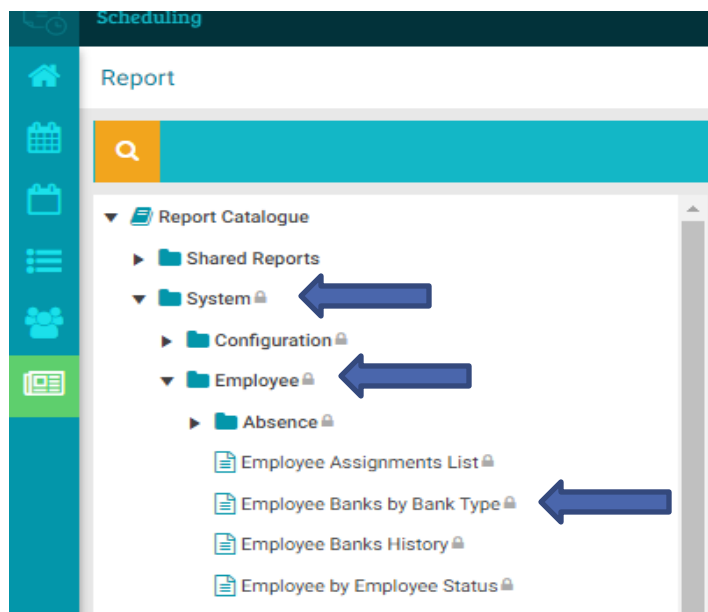 Scheduling
Report
Report Catalogue
Shared Reports
System
Configuration
Employee
Absence
Employee Assignments List
Employee Banks by Bank Type
Employee Banks History
Employee by Employee Status